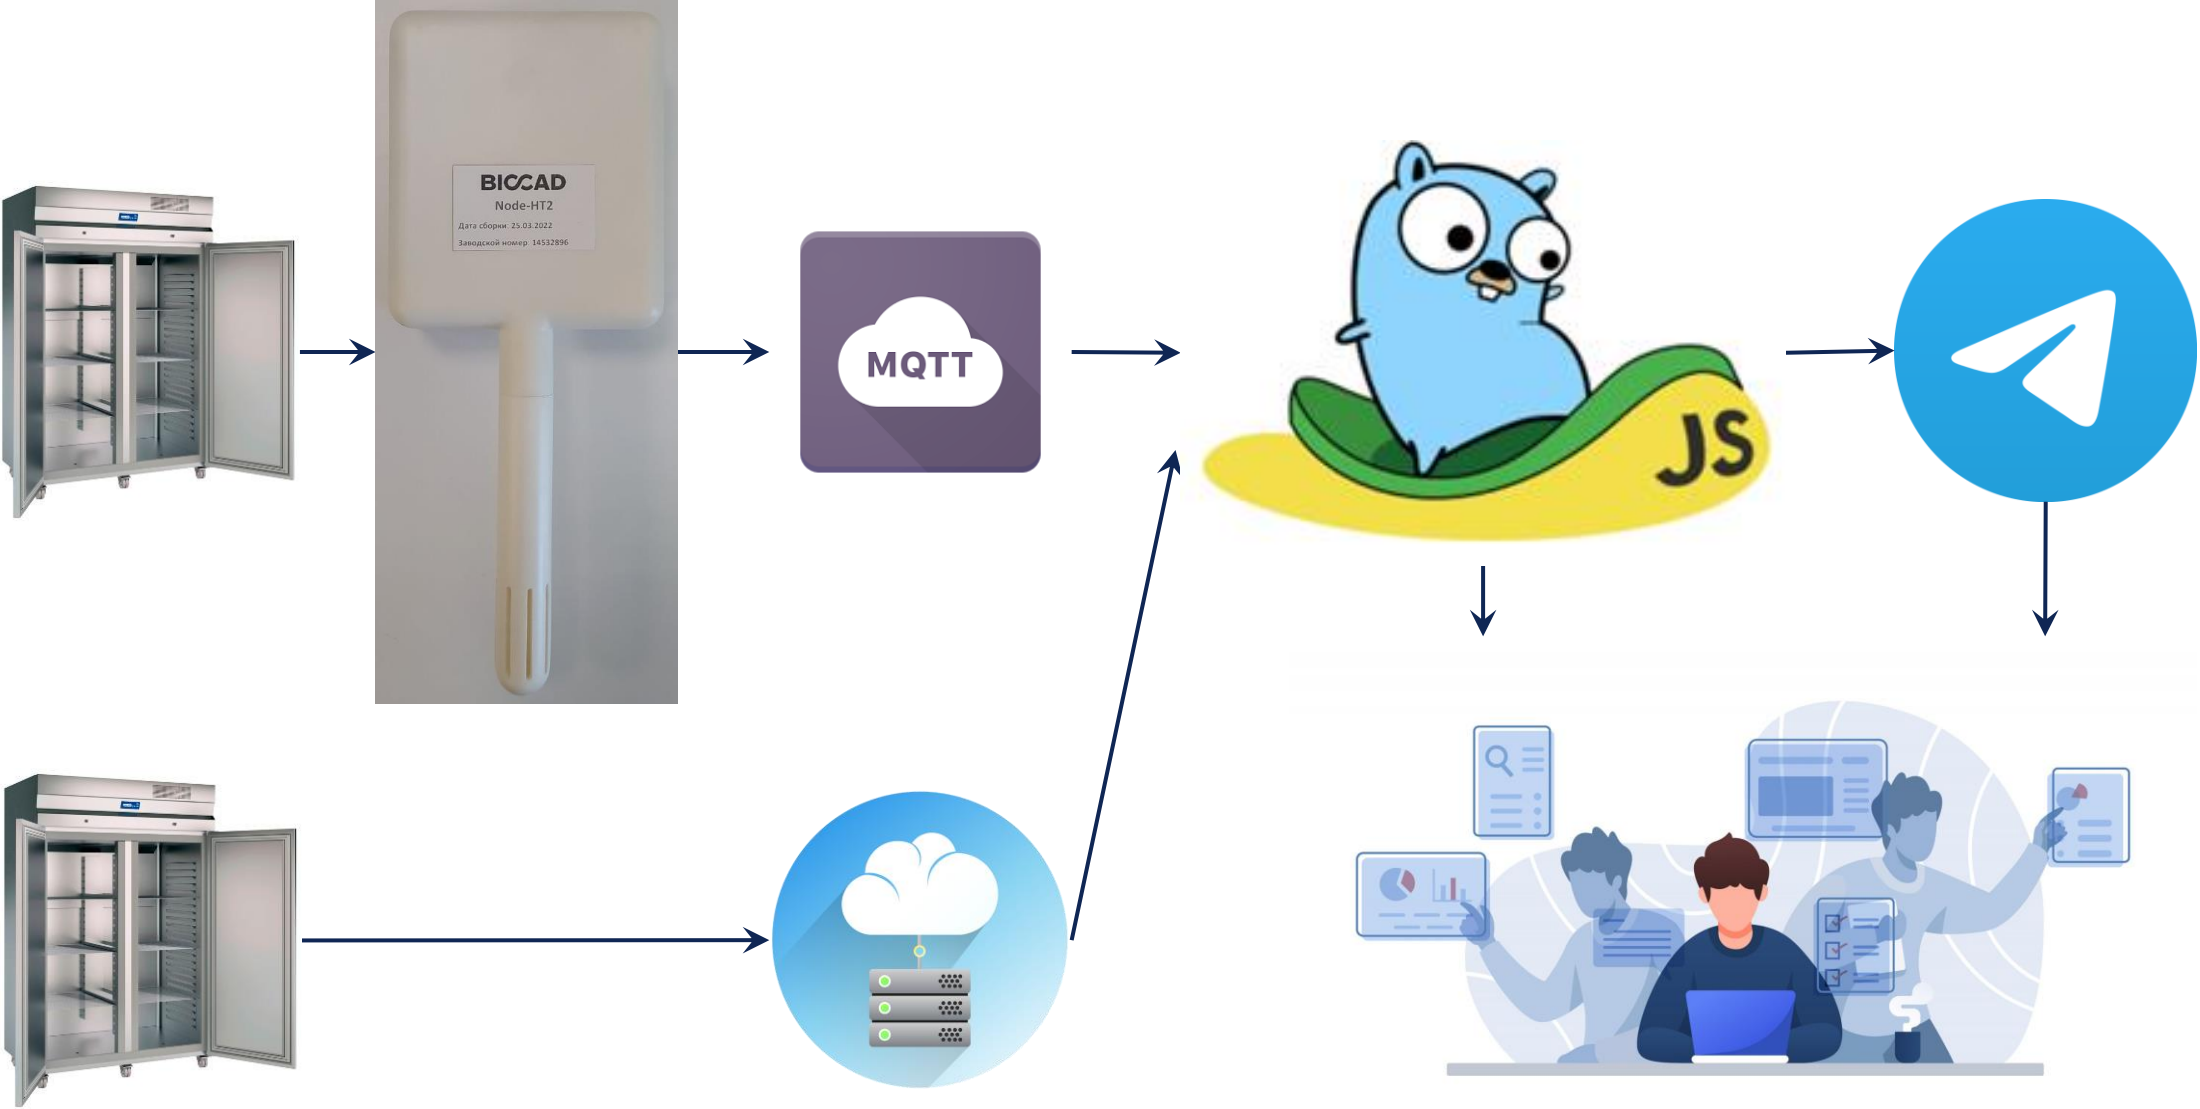 BIOCAD
Node-HT2
Дата сборки: 25.03.2022
Заводской номер: 14532896
MQTT
JS